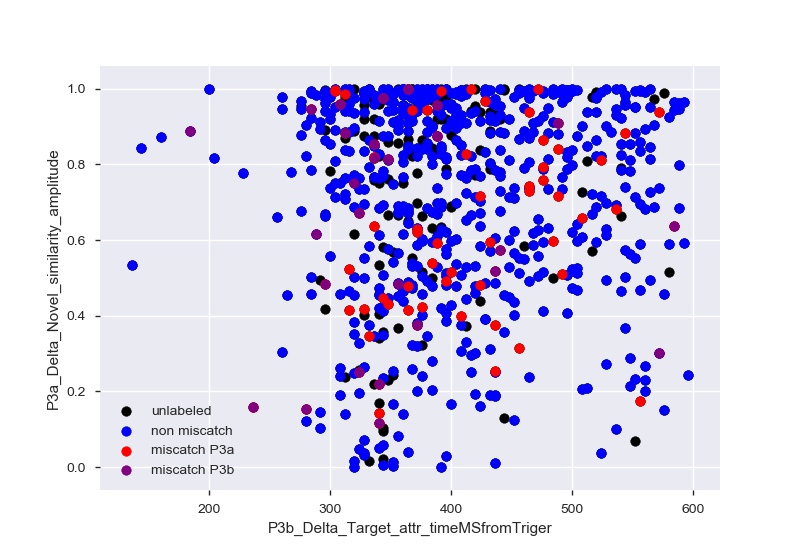 1.0
0.8
0.6
0.4
0.2
0.0
P3a_Delta_Novel_similarity_amplitude
unlabeled
non miscatch
miscatch P3a
miscatch P3b
200 300 400 500 600
P3b_Delta_Target_attr_timeMSfromTriger